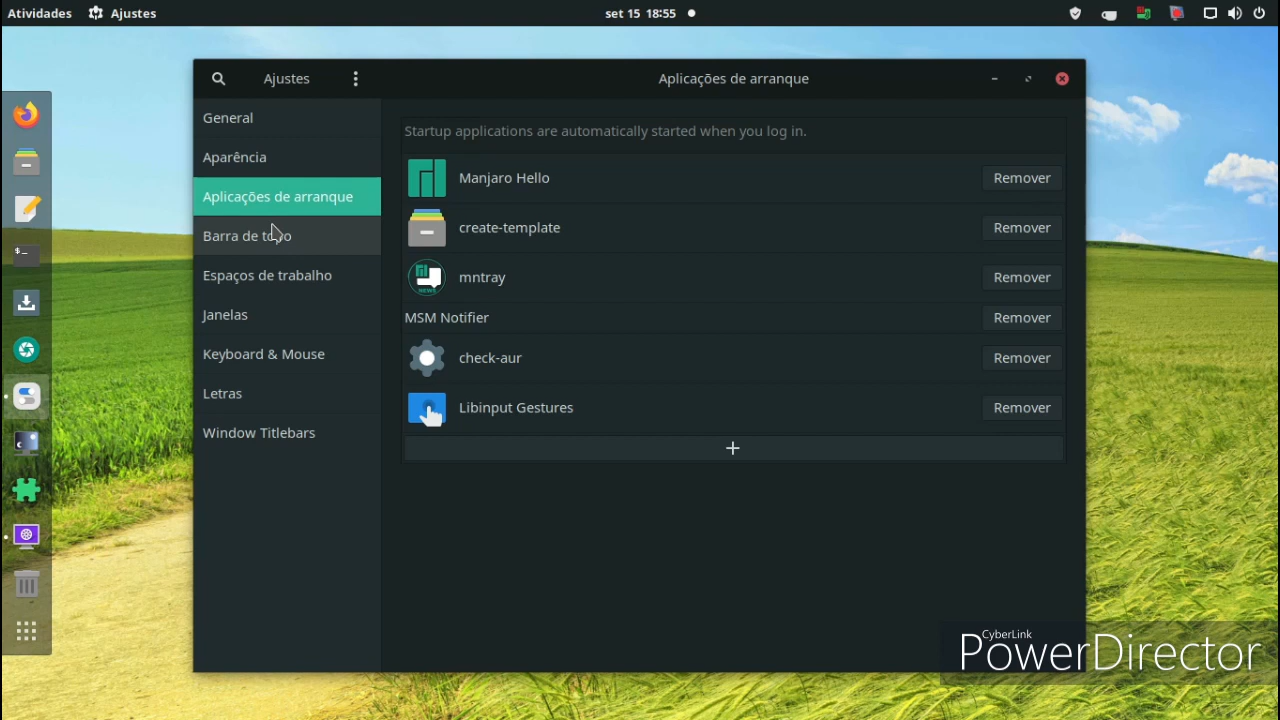 Atividades
Ajustes
set 15 18:55
Ajustes
Aplicações de arranque
General
Aparência
Aplicações de arranque
Barra de topo
Espaços de trabalho
Janelas
Keyboard & Mouse
Letras
Window Titlebars
Startup applications are automatically started when you log in.
Manjaro Hello Remover
create-template Remover
NEWS
mntray Remover
MSM Notifier Remover
check-aur Remover
Libinput Gestures Remover
CyberLink
PowerDirector